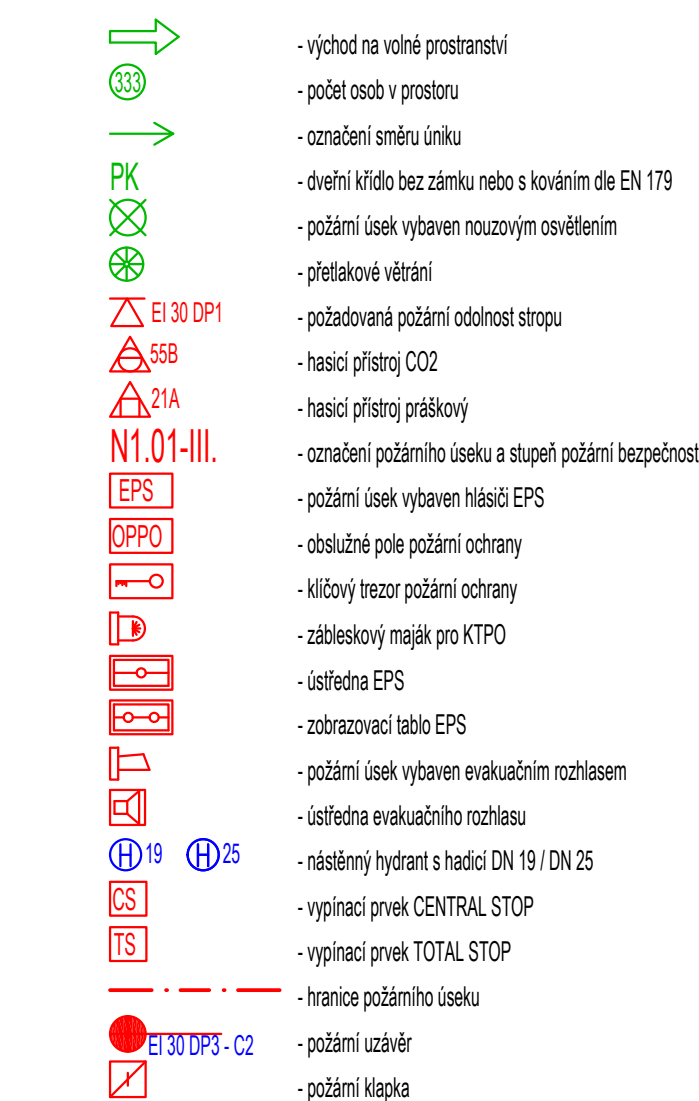 - východ na volné prostranství
333 - počet osob v prostoru
- označení směru úniku
PK - dveřní křídlo bez zámku nebo s kováním dle EN 179
- požární úsek vybaven nouzovým osvětlením
- přetlakové větrání
EI 30 DP1 - požadovaná požární odolnost stropu
55B - hasicí přístroj CO2
21A - hasicí přístroj práškový
N1.01-III. - označení požárního úseku a stupeň požární bezpečnost
EPS - požární úsek vybaven hlásiči EPS
OPPO - obslužné pole požární ochrany
- klíčový trezor požární ochrany
- zábleskový maják pro KTPO
- ústředna EPS
- zobrazovací tablo EPS
- požární úsek vybaven evakuačním rozhlasem
- ústředna evakuačního rozhlasu
H 19 H 25 - nástěnný hydrant s hadicí DN 19 / DN 25
CS - vypínací prvek CENTRAL STOP
TS - vypínací prvek TOTAL STOP
- hranice požárního úseku
EI 30 DP3 - C2 - požární uzávěr
- požární klapka